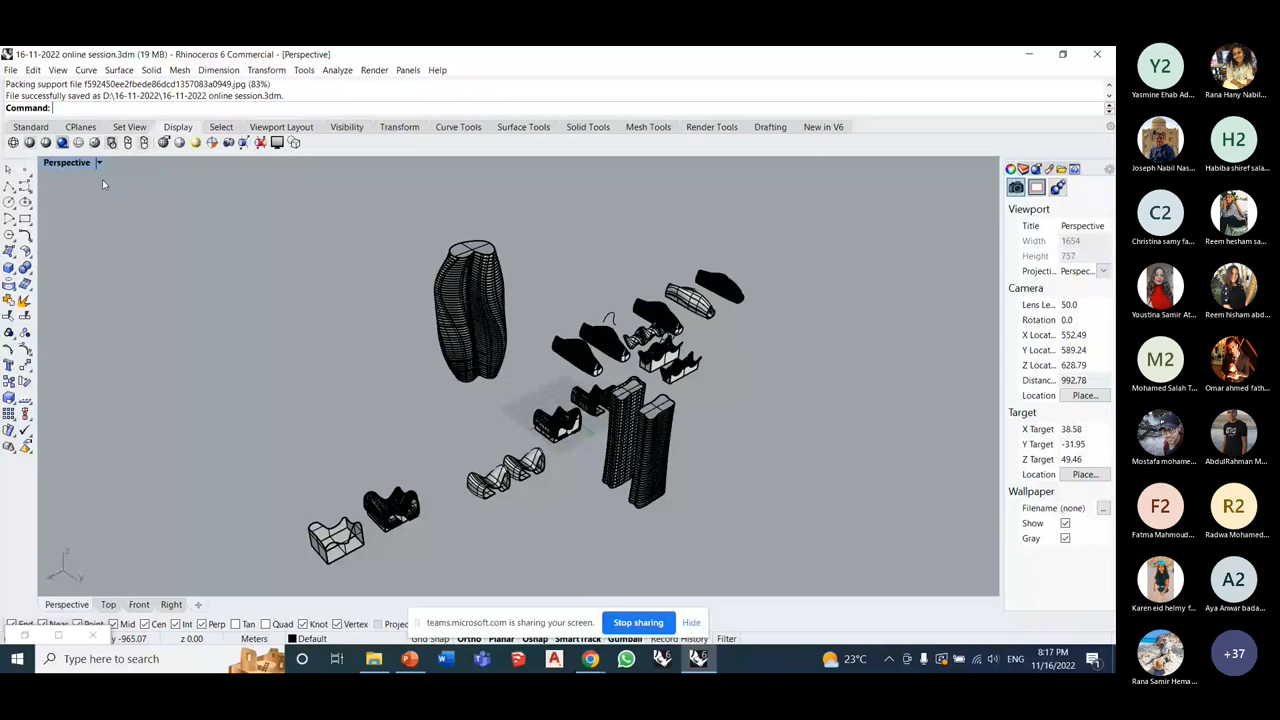 16-11-2022 online session.3dm (19 MB) - Rhinoceros 6 Commercial - [Perspective]
File Edit View Curve Surface Solid Mesh Dimension Transform Tools Analyze Render Panels Help
Packing support file f592450ee2fbede86dcd1357083a0949.jpg (83%)
File successfully saved as D:\16-11-2022\16-11-2022 online session.3dm.
Command:
Standard CPlanes Set View Display Select Viewport Layout Visibility Transform Curve Tools Surface Tools Solid Tools Mesh Tools Render Tools Drafting New in V6
Perspective
Viewport
Title Perspective
Width 1654
Height 757
Projecti... Perspec...
Camera
Lens Le... 50.0
Rotation 0.0
X Locat... 552.49
Y Locat... 589.24
Z Locat... 628.79
Distanc... 992.78
Location Place...
Target
X Target 38.58
Y Target -31.95
Z Target 49.46
Location Place...
Wallpaper
Filename (none) ...
Show
Gray
z
x y
Perspective Top Front Right
End Near Point Mid Cen Int Perp Tan Quad Knot Vertex Projec
teams.microsoft.com is sharing your screen. Stop sharing Hide
y -965.07 z 0.00 Meters Default Grid Snap Ortho Planar Osnap SmartTrack Gumball Record History Filter
Type here to search
23°C ENG 8:17 PM
11/16/2022
Y2
Yasmine Ehab Ad... Rana Hany Nabil...
H2
Joseph Nabil Nas... Habiba shiref sala...
C2
Christina samy fa... Reem hesham sa...
Youstina Samir At... Reem hisham abd...
M2
Mohamed Salah T... Omar ahmed fath...
Mostafa mohame... AbdulRahman M...
F2 R2
Fatma Mahmoud... Radwa Mohamed...
A2
Karen eid helmy f... Aya Anwar bada...
+37
Rana Samir Hema...